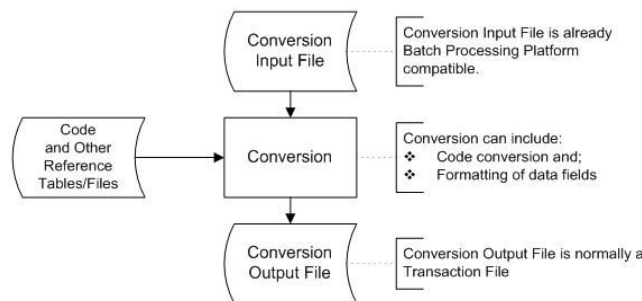 Conversion
Input File
Conversion Input File is already
Batch Processing Platform
compatible.
Code
and Other
Reference
Tables/Files
Conversion
Conversion can include:
❖ Code conversion and;
❖ Formatting of data fields
Conversion
Output File
Conversion Output File is normally a
Transaction File